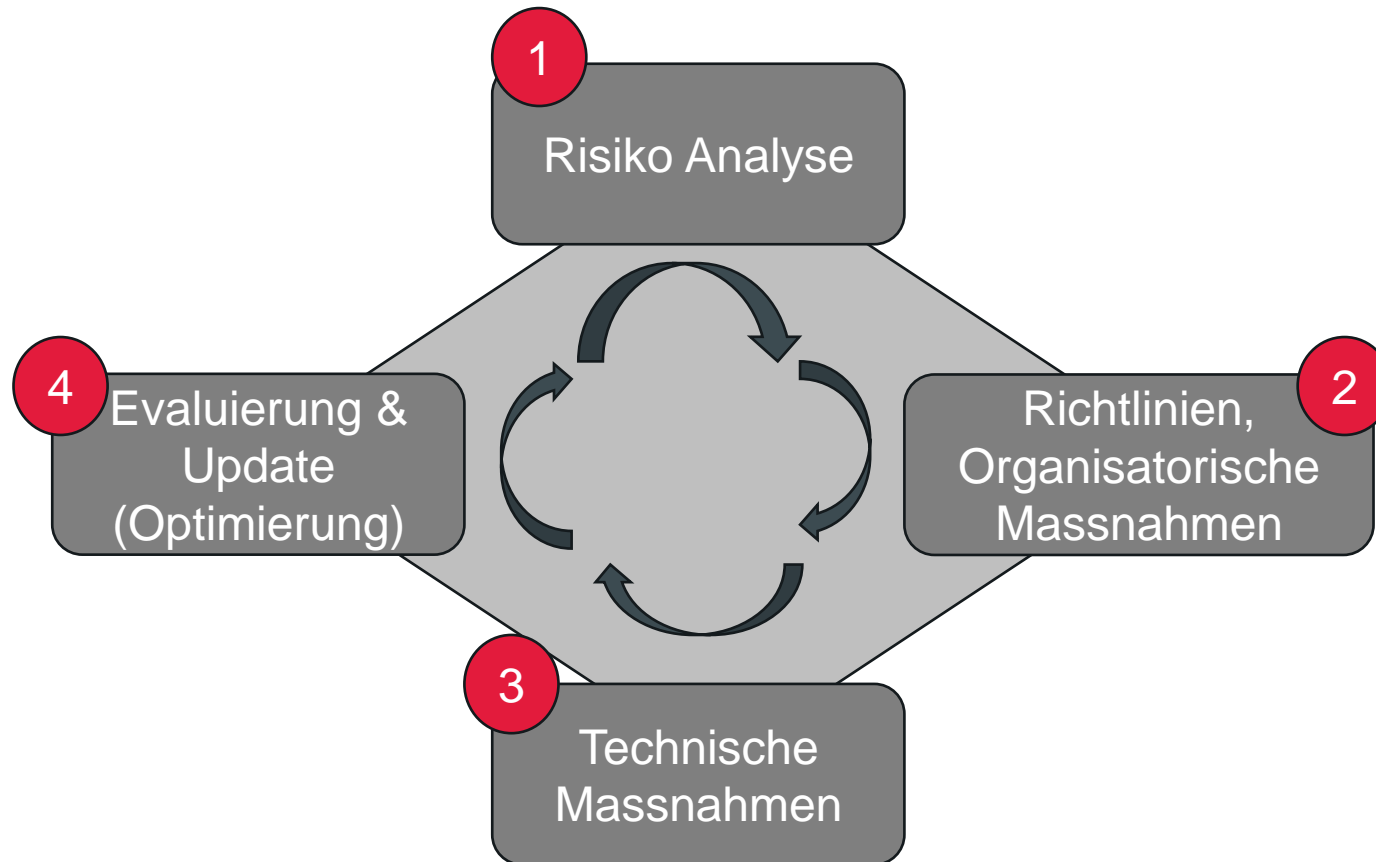 1
Risiko Analyse
2
Richtlinien,
Organisatorische
Massnahmen
3
Technische
Massnahmen
4
Evaluierung &
Update
(Optimierung)